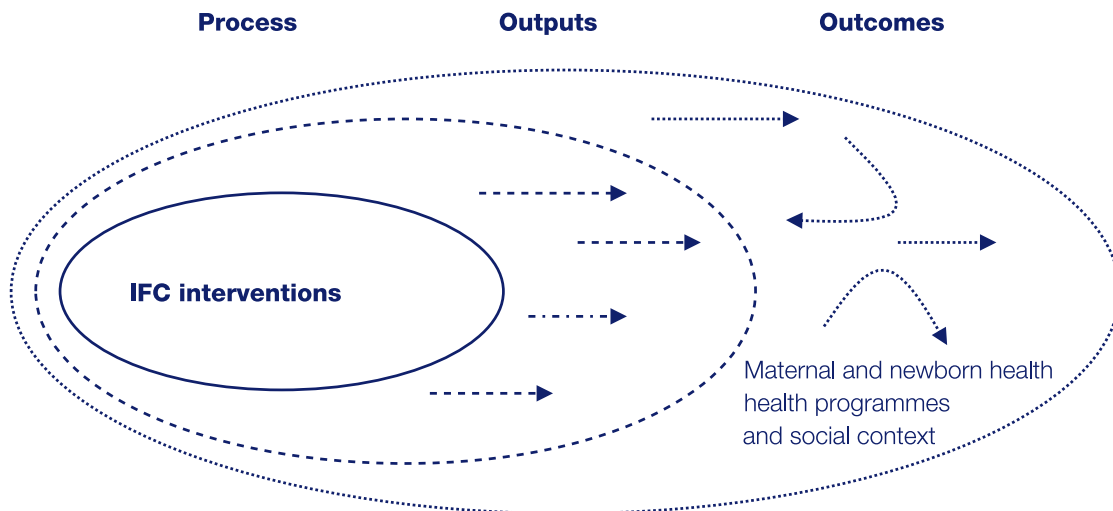 Process
Outputs
Outcomes
IFC interventions
Maternal and newborn health
health programmes
and social context